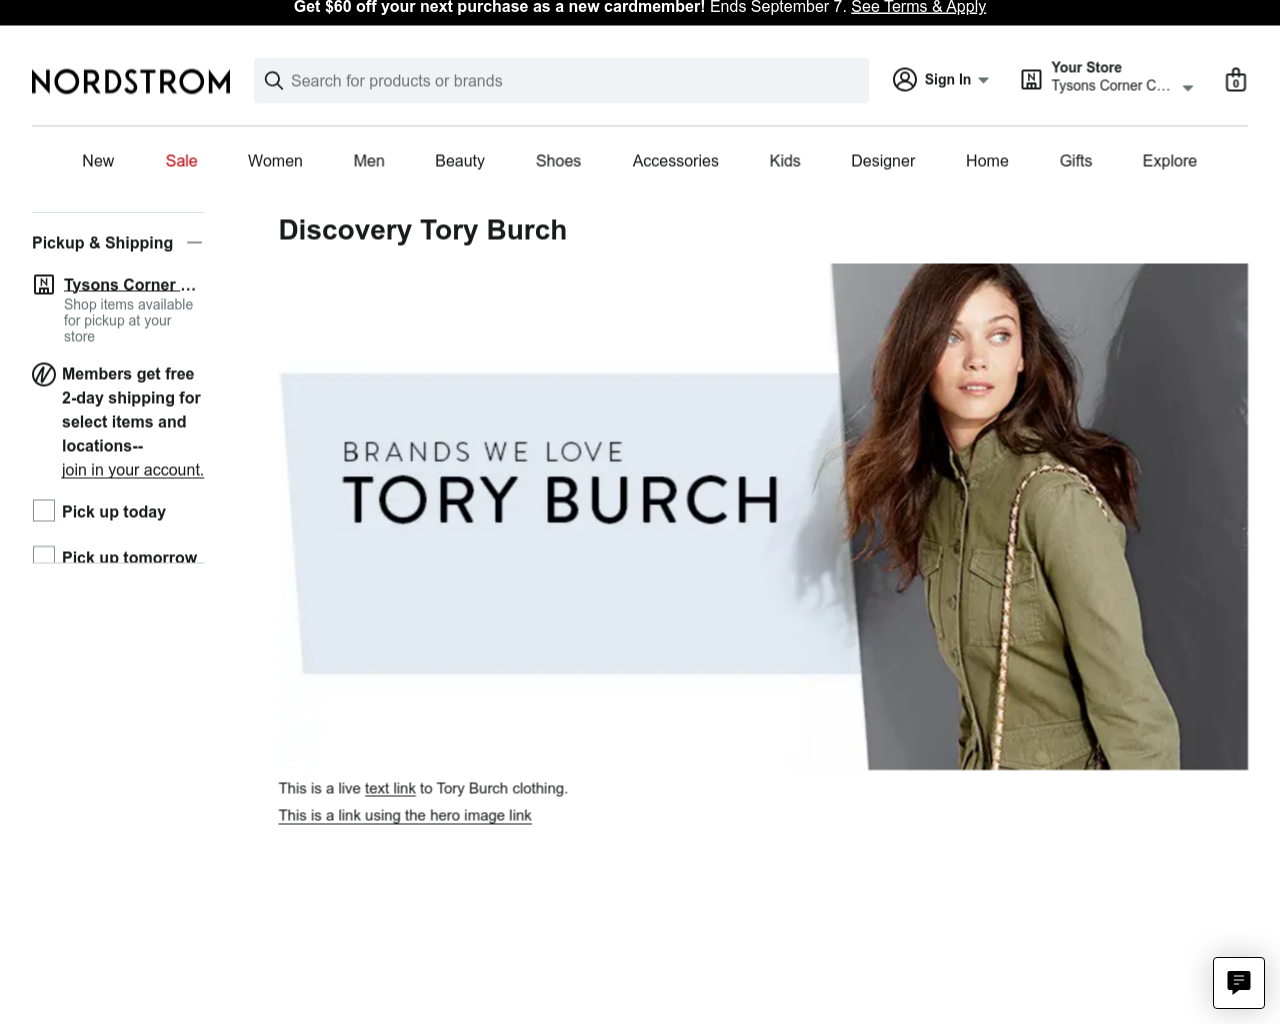 Get $60 off your next purchase as a new cardmember! Ends September 7. See Terms & Apply
NORDSTROM
Search for products or brands
Sign In
Your Store
Tysons Corner C...
0
New Sale Women Men Beauty Shoes Accessories Kids Designer Home Gifts Explore
Pickup & Shipping
Tysons Corner ...
Shop items available
for pickup at your
store
Members get free
2-day shipping for
select items and
locations--
join in your account.
Pick up today
Pick up tomorrow
Discovery Tory Burch
BRANDS WE LOVE
TORY BURCH
This is a live text link to Tory Burch clothing.
This is a link using the hero image link